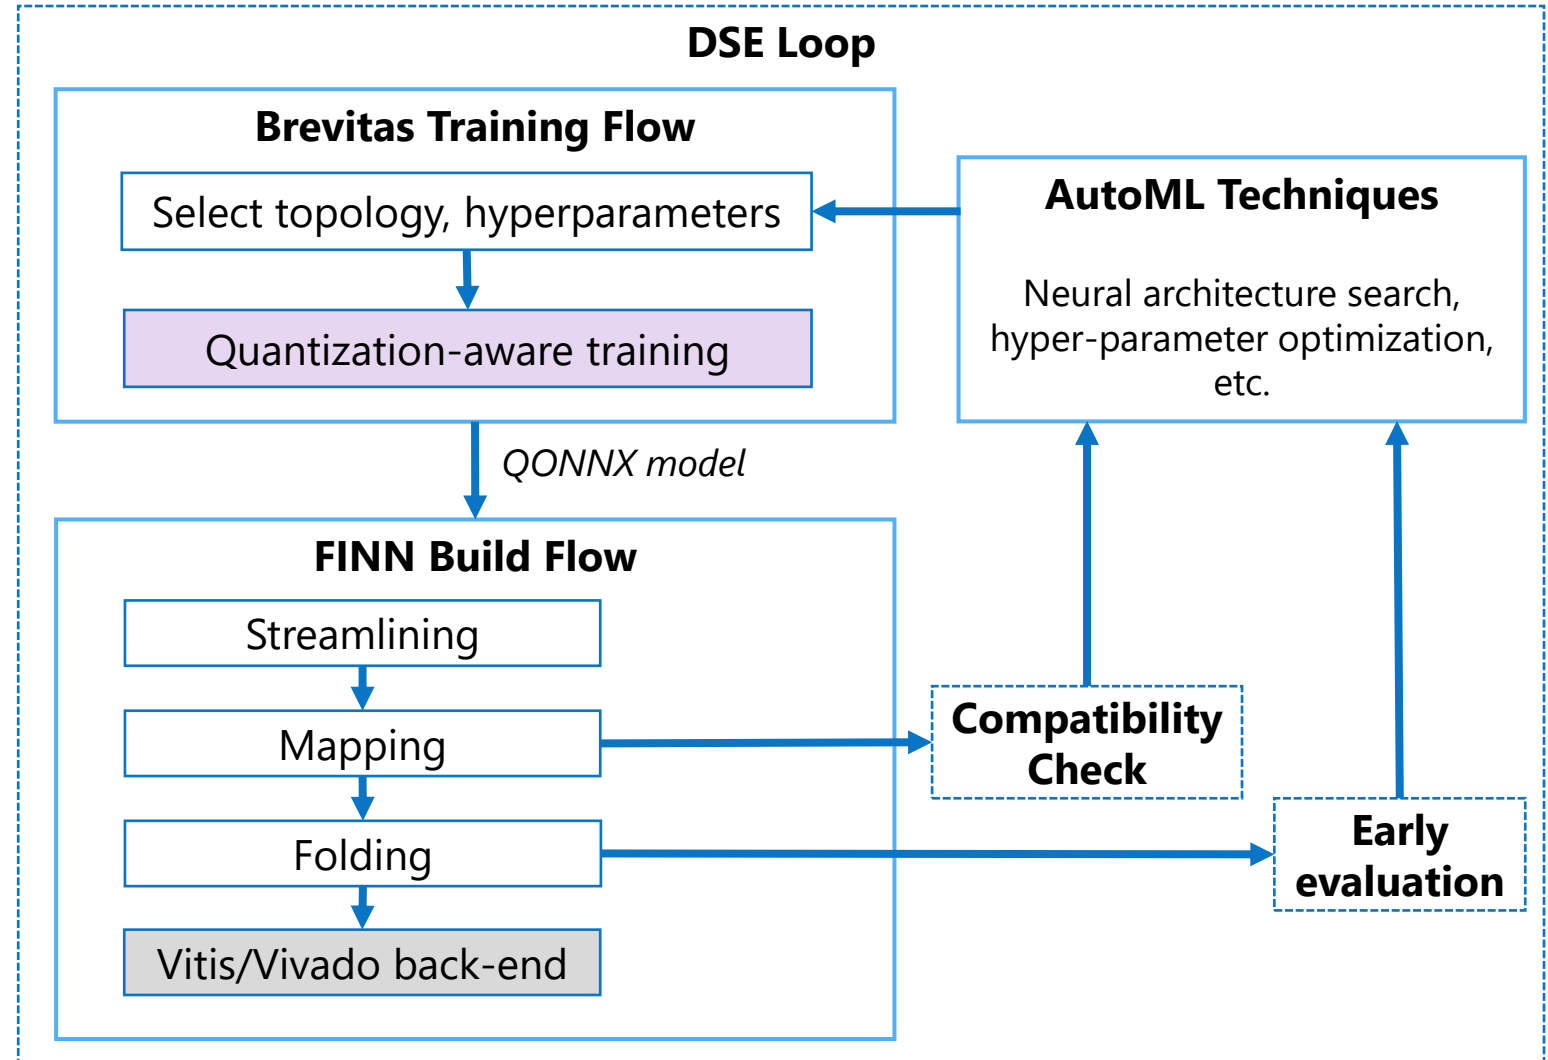 DSE Loop
Brevitas Training Flow
Select topology, hyperparameters
Quantization-aware training
AutoML Techniques
Neural architecture search,
hyper-parameter optimization,
etc.
QONNX model
FINN Build Flow
Streamlining
Mapping
Folding
Vitis/Vivado back-end
Compatibility
Check
Early
evaluation